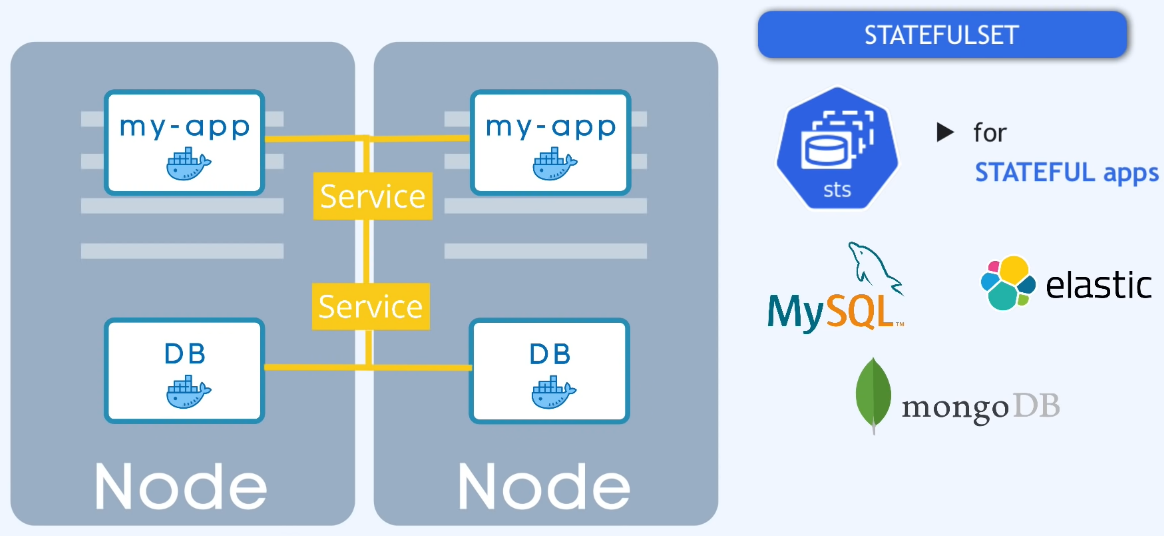 STATEFULSET
my-app
my-app
Service
Service
DB
DB
Node
Node
sts
for
STATEFUL apps
MySQL™
elastic
mongoDB